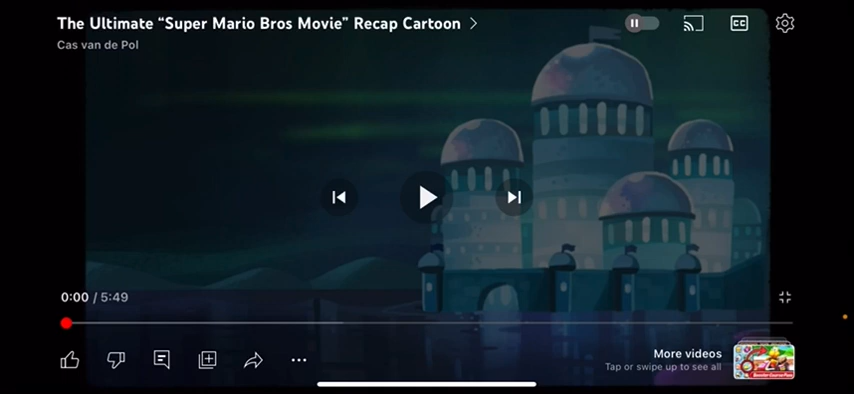 The Ultimate “Super Mario Bros Movie” Recap Cartoon
Cas van de Pol
CC
0:00 / 5:49
More videos
Tap or swipe up to see all